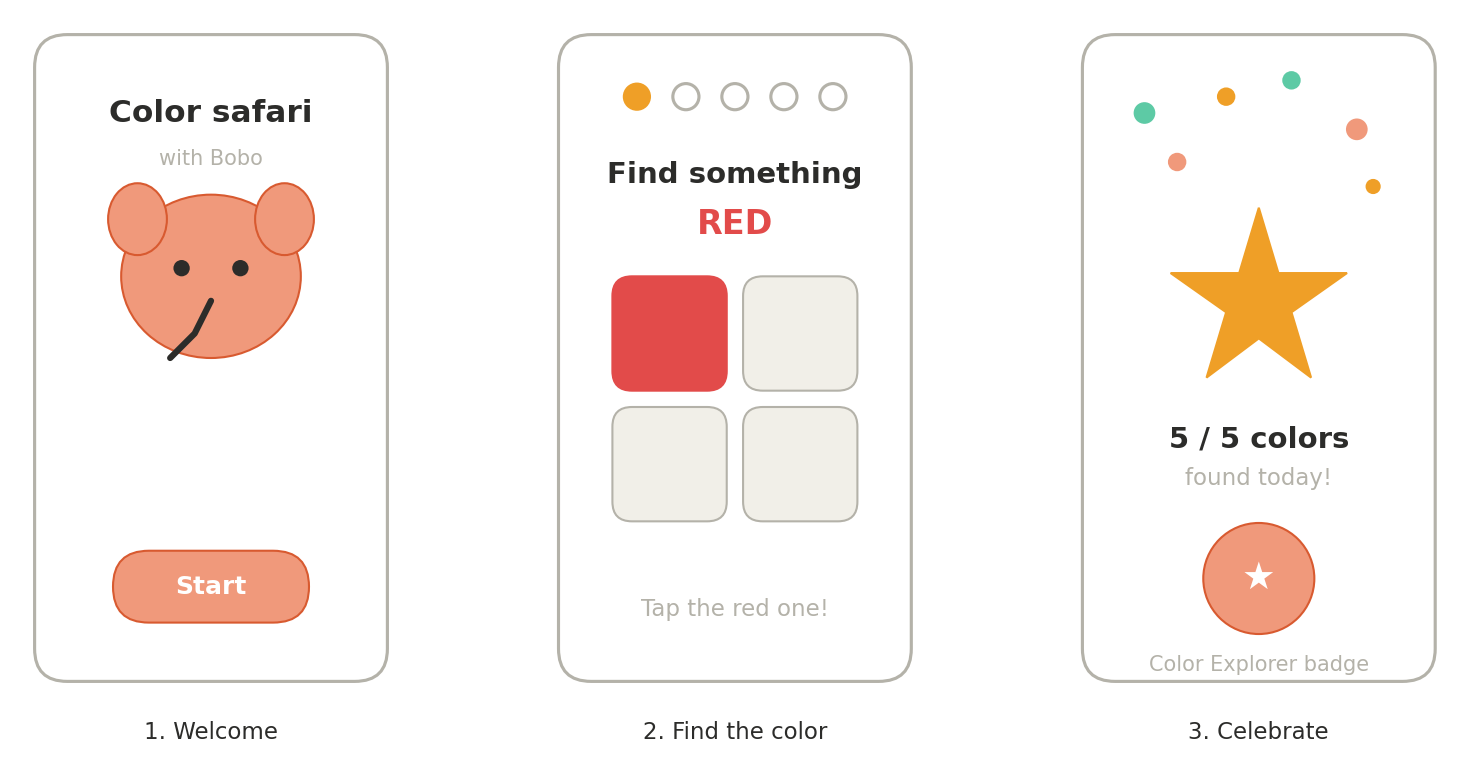 Color safari
with Bobo
Start
1. Welcome
Find something
RED
Tap the red one!
2. Find the color
5 / 5 colors
found today!
Color Explorer badge
3. Celebrate